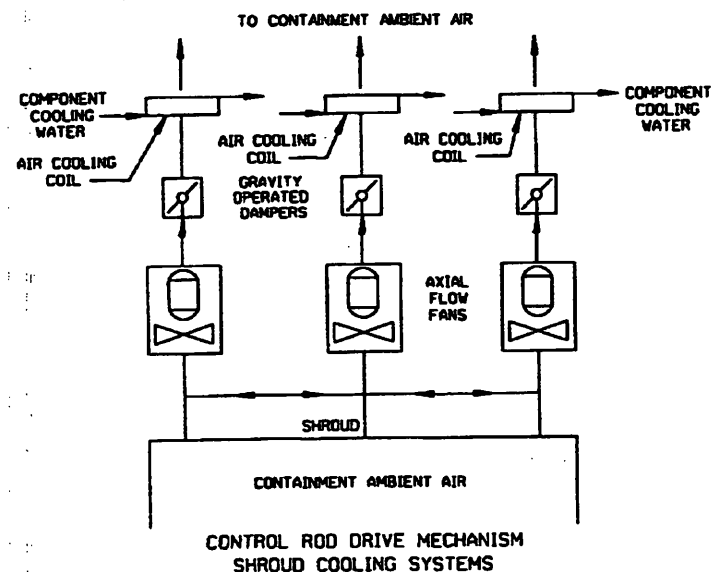 TO CONTAINMENT AMBIENT AIR
COMPONENT
COOLING
WATER
AIR COOLING
COIL
AIR COOLING
COIL
GRAVITY
OPERATED
DAMPERS
AIR COOLING
COIL
COMPONENT
COOLING
WATER
AXIAL
FLOW
FANS
SHROUD
CONTAINMENT AMBIENT AIR
CONTROL ROD DRIVE MECHANISM
SHROUD COOLING SYSTEMS